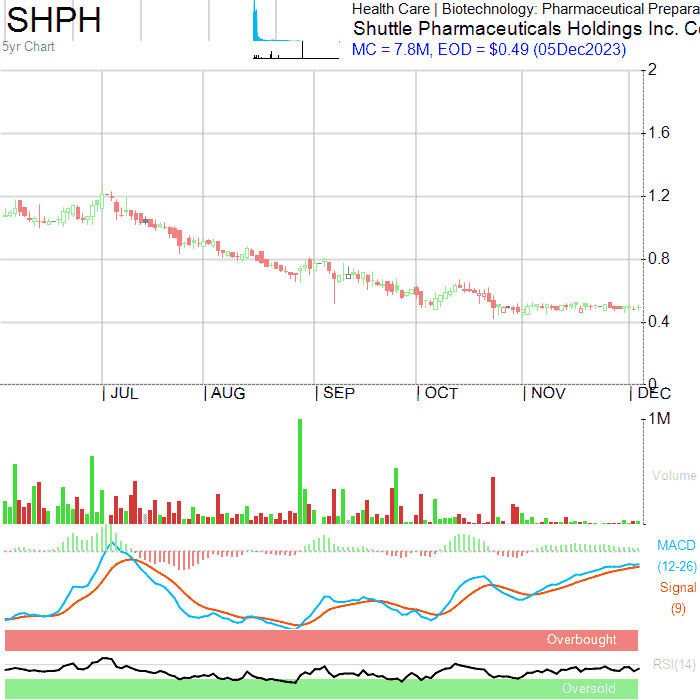 SHPH
5yr Chart
Health Care | Biotechnology: Pharmaceutical Prepara
Shuttle Pharmaceuticals Holdings Inc. Co
MC = 7.8M, EOD = $0.49 (05Dec2023)
2
1.6
1.2
0.8
0.4
0
JUL AUG SEP OCT NOV DEC
1M
Volume
MACD
(12-26)
Signal
(9)
Overbought
RSI(14)
Oversold